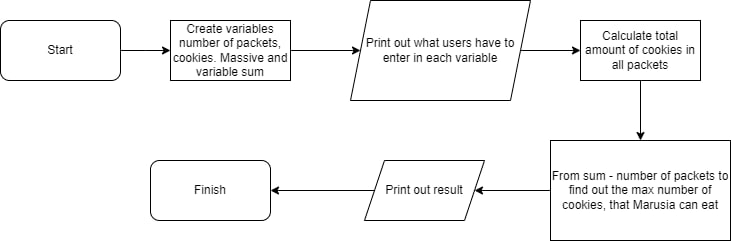 Start
Create variables
number of packets,
cookies. Massive and
variable sum
Print out what users have to
enter in each variable
Calculate total
amount of cookies in
all packets
From sum - number of packets to
find out the max number of
cookies, that Marusia can eat
Print out result
Finish